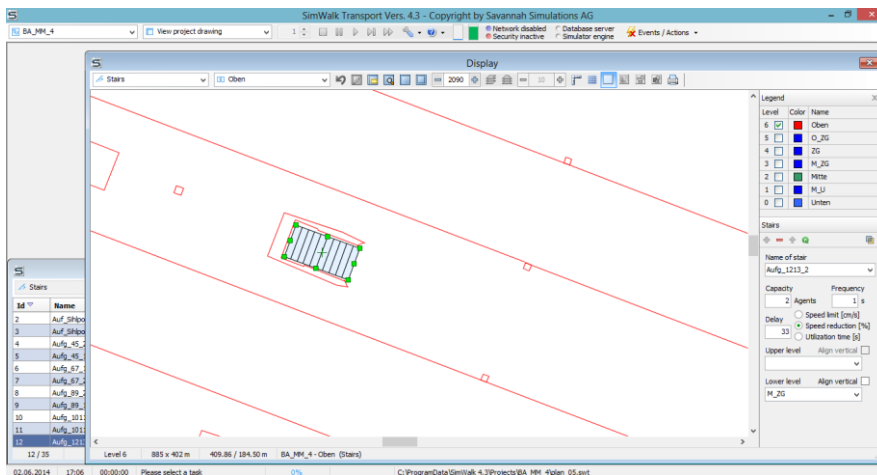 SimWalk Transport Vers. 4.3 - Copyright by Savannah Simulations AG
BA_MM_4
View project drawing
1
Network disabled
Security inactive
Database server
Simulator engine
Events / Actions
Display
Stairs
Oben
2090
10
Legend
Level Color Name
6 Oben
5 O_ZG
4 ZG
3 M_ZG
2 Mitte
1 M_U
0 Unten
Stairs
Name of stair
Aufg_1213_2
Capacity Frequency
2 Agents 1 s
Delay
33
Speed limit [cm/s]
Speed reduction [%]
Utilization time [s]
Upper level Align vertical
Lower level Align vertical
M_ZG
Stairs
Id Name
2 Auf_Sihlpo
3 Auf_Sihlpo
4 Aufg_45_2
5 Aufg_45_
6 Aufg_67_
7 Aufg_67_2
8 Aufg_89_2
9 Aufg_89_
10 Aufg_1011
11 Aufg_1011
12 Aufg_121
12 / 35
Level 6 885 x 402 m 409.86 / 184.50 m BA_MM_4 - Oben (Stairs)
02.06.2014 17:06 00:00:00 Please select a task 0% C:\ProgramData\SimWalk 4.3\Projects\BA_MM_4\plan_05.swt